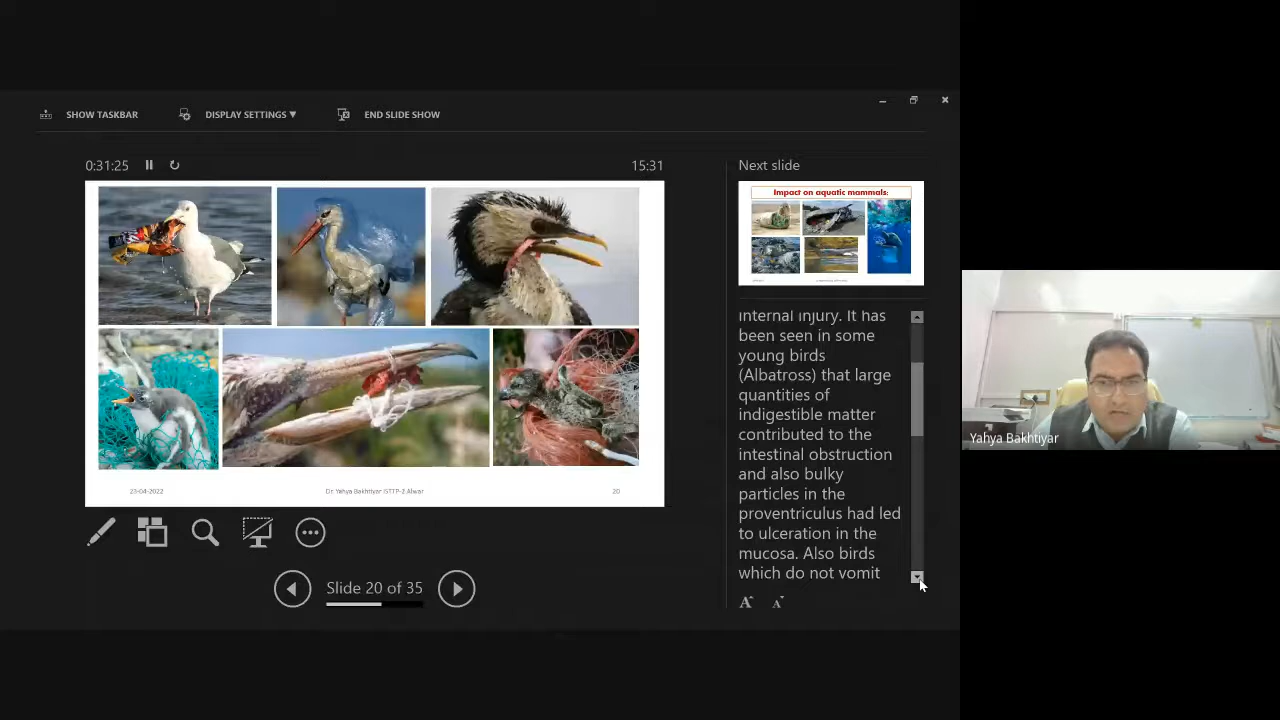 SHOW TASKBAR
DISPLAY SETTINGS ▼
END SLIDE SHOW
0:31:25
15:31
Next slide
Impact on aquatic mammals:
internal injury. It has
been seen in some
young birds
(Albatross) that large
quantities of
indigestible matter
contributed to the
intestinal obstruction
and also bulky
particles in the
proventriculus had led
to ulceration in the
mucosa. Also birds
which do not vomit
23-04-2022
Dr. Yahya Bakhtiyar ISTTP-2 Alwar
20
Slide 20 of 35
A
A
Yahya Bakhtiyar